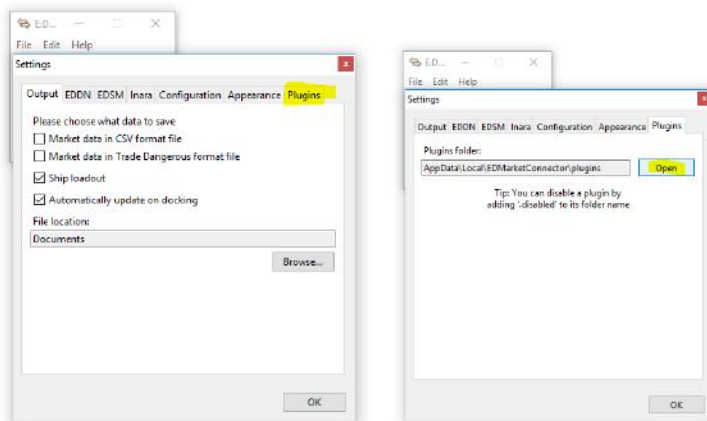 E:D...
File Edit Help
Settings
Output EDDN EDSM Inara Configuration Appearance Plugins
Please choose what data to save
Market data in CSV format file
Market data in Trade Dangerous format file
Ship loadout
Automatically update on docking
File location:
Documents
Browse...
OK
E:D...
File Edit Help
Settings
Output EDDN EDSM Inara Configuration Appearance Plugins
Plugins folder:
AppData\Local\EDMarketConnector\plugins Open
Tip: You can disable a plugin by
adding '.disabled' to its folder name
OK